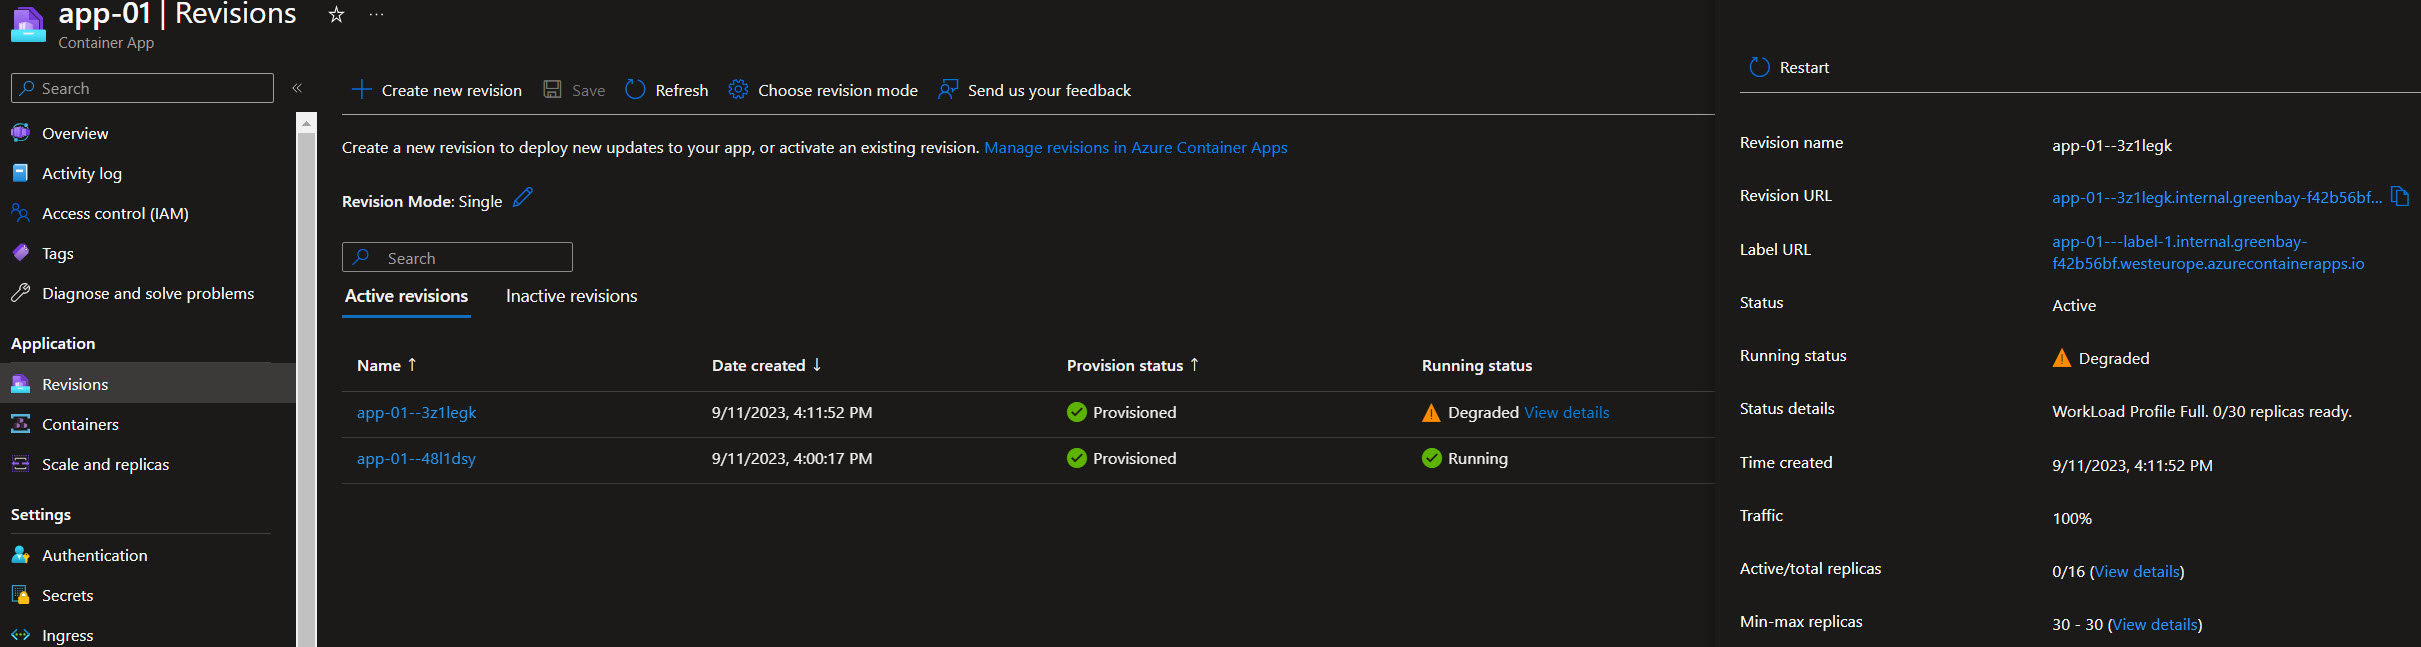 app-01 | Revisions
Container App
Search
Overview
Activity log
Access control (IAM)
Tags
Diagnose and solve problems
Application
Revisions
Containers
Scale and replicas
Settings
Authentication
Secrets
Ingress
Create new revision Save Refresh Choose revision mode Send us your feedback
Create a new revision to deploy new updates to your app, or activate an existing revision. Manage revisions in Azure Container Apps
Revision Mode: Single
Search
Active revisions Inactive revisions
Name ↑ Date created ↓ Provision status ↑ Running status
app-01--3z1legk 9/11/2023, 4:11:52 PM Provisioned Degraded View details
app-01--48l1dsy 9/11/2023, 4:00:17 PM Provisioned Running
Restart
Revision name app-01--3z1legk
Revision URL app-01--3z1legk.internal.greenbay-f42b56bf...
Label URL app-01---label-1.internal.greenbay-
f42b56bf.westeurope.azurecontainerapps.io
Status Active
Running status Degraded
Status details WorkLoad Profile Full. 0/30 replicas ready.
Time created 9/11/2023, 4:11:52 PM
Traffic 100%
Active/total replicas 0/16 (View details)
Min-max replicas 30 - 30 (View details)